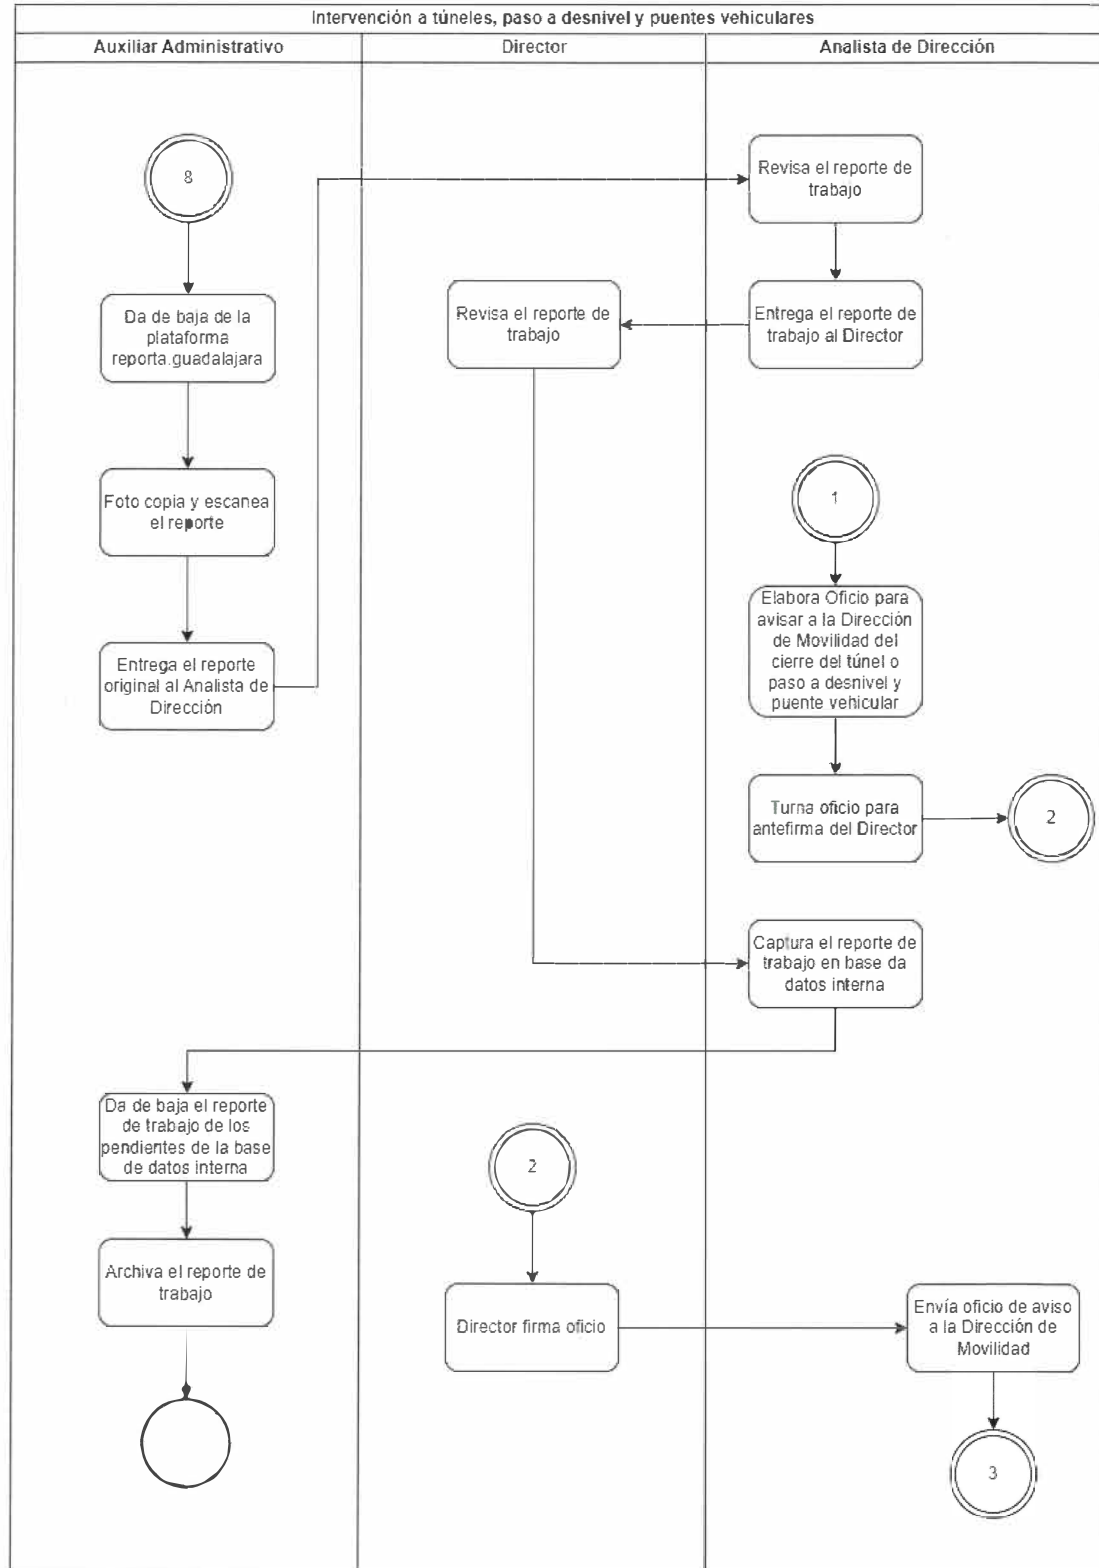 Intervención a túneles, paso a desnivel y puentes vehiculares
Auxiliar Administrativo
Director
Analista de Dirección
8
Da de baja de la
plataforma
reporta.guadalajara
Foto copia y escanea
el reporte
Entrega el reporte
original al Analista de
Dirección
Revisa el reporte de
trabajo
Entrega el reporte de
trabajo al Director
Revisa el reporte de
trabajo
1
Elabora Oficio para
avisar a la Dirección
de Movilidad del
cierre del túnel o
paso a desnivel y
puente vehicular
Turna oficio para
antefirma del Director
2
Captura el reporte de
trabajo en base da
datos interna
Da de baja el reporte
de trabajo de los
pendientes de la base
de datos interna
Archiva el reporte de
trabajo
2
Director firma oficio
Envía oficio de aviso
a la Dirección de
Movilidad
3